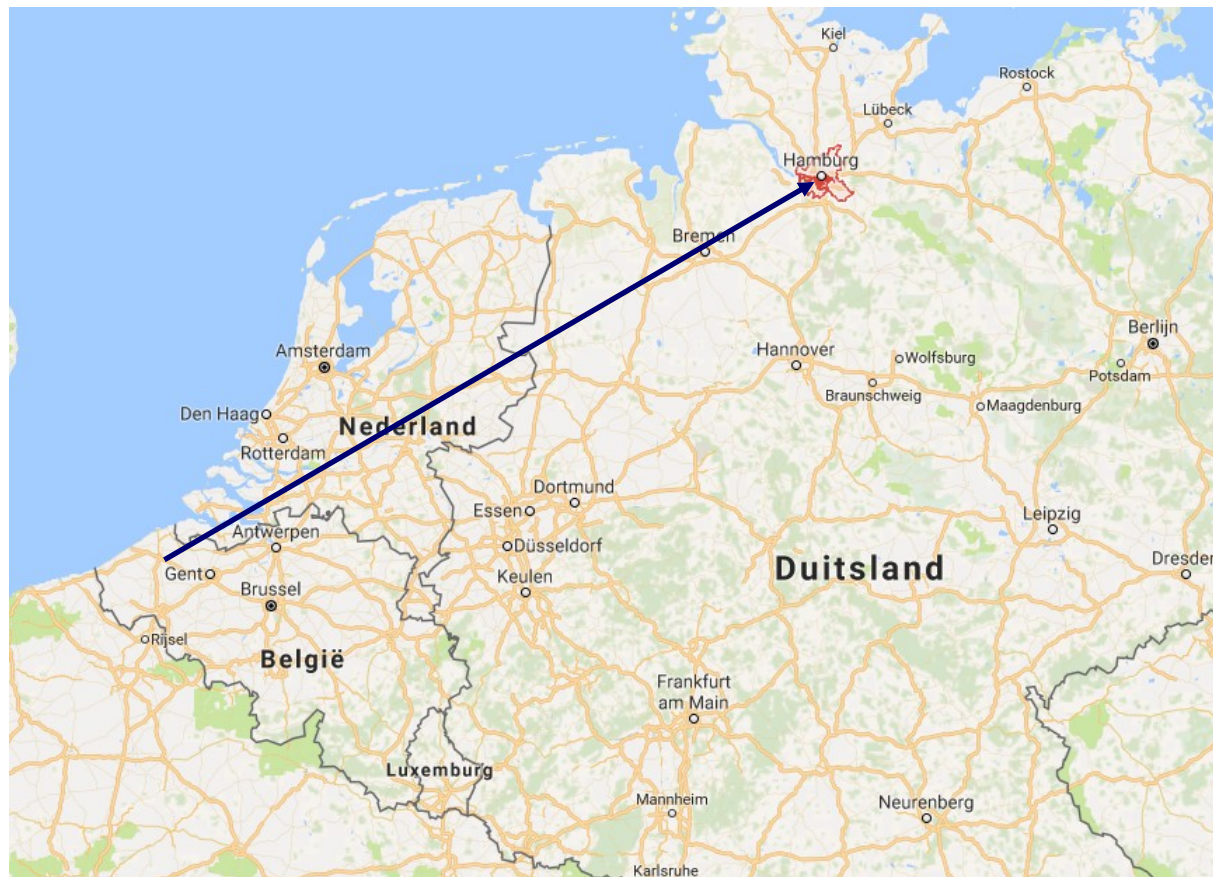 Kiel
Rostock
Lübeck
Hamburg
Bremen
Berlijn
Amsterdam
Hannover
Wolfsburg
Potsdam
Braunschweig
Maagdenburg
Den Haag
Nederland
Rotterdam
Dortmund
Essen
Leipzig
Antwerpen
Düsseldorf
Duitsland
Dresden
Gent
Keulen
Brussel
Rijsel
België
Frankfurt
am Main
Luxemburg
Mannheim
Neurenberg
Karlsruhe